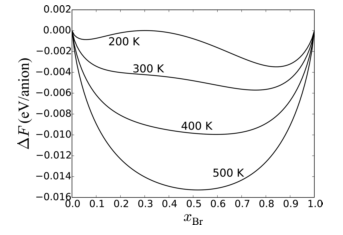 0.002
0.000
−0.002
−0.004
−0.006
−0.008
−0.010
−0.012
−0.014
−0.016
ΔF (eV/anion)
200 K
300 K
400 K
500 K
0.0 0.1 0.2 0.3 0.4 0.5 0.6 0.7 0.8 0.9 1.0
xBr